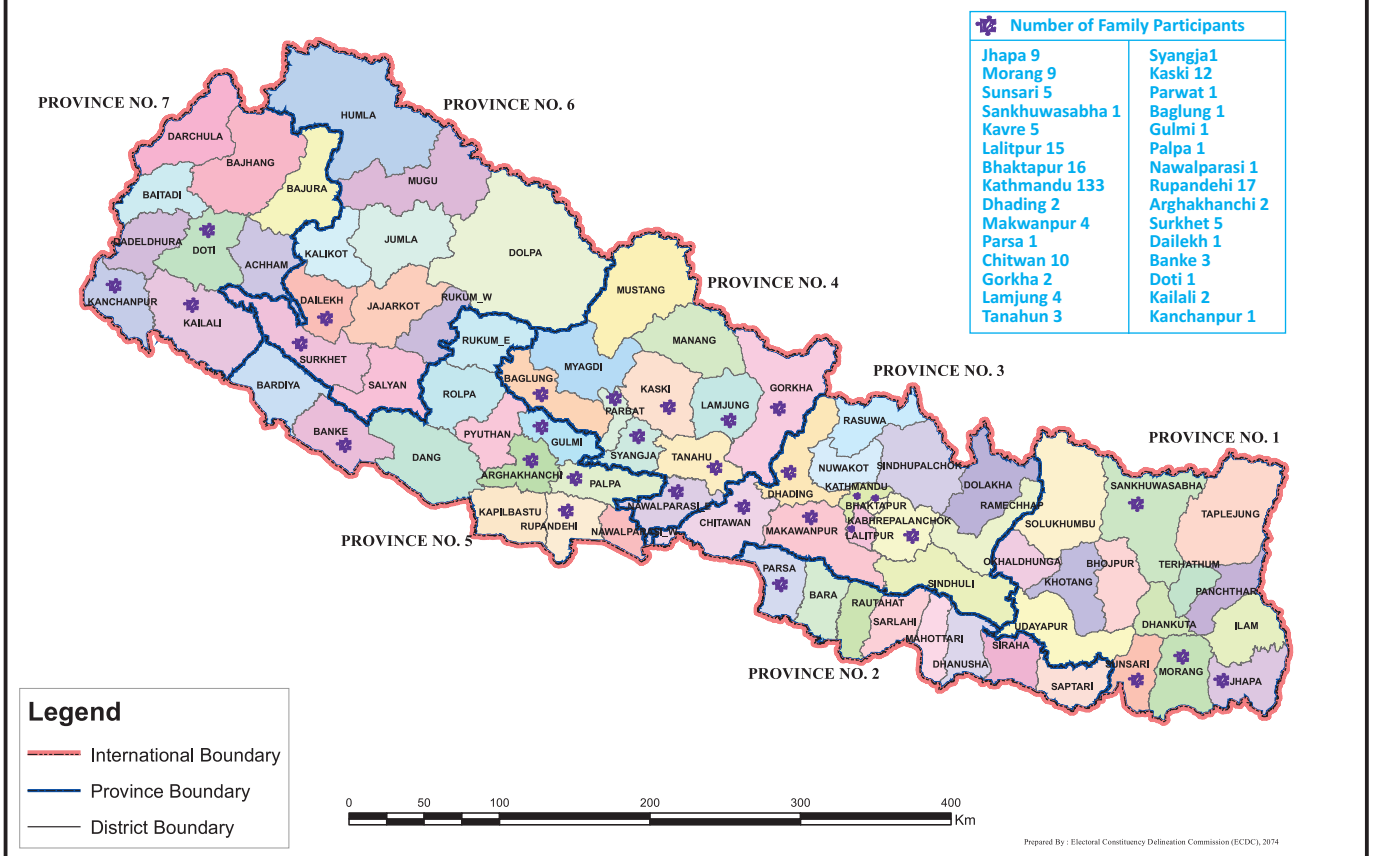 Number of Family Participants
Jhapa 9
Morang 9
Sunsari 5
Sankhuwasabha 1
Kavre 5
Lalitpur 15
Bhaktapur 16
Kathmandu 133
Dhading 2
Makwanpur 4
Parsa 1
Chitwan 10
Gorkha 2
Lamjung 4
Tanahun 3
Syangja1
Kaski 12
Parwat 1
Baglung 1
Gulmi 1
Palpa 1
Nawalparasi 1
Rupandehi 17
Arghakhanchi 2
Surkhet 5
Dailekh 1
Banke 3
Doti 1
Kailali 2
Kanchanpur 1
PROVINCE NO. 7
PROVINCE NO. 6
HUMLA
DARCHULA
BAJHANG
MUGU
BAJURA
BAITADI
DADELDHURA
DOTI
ACHHAM
KALIKOT
JUMLA
DOLPA
KANCHANPUR
KAILALI
DAILEKH
JAJARKOT
RUKUM_W
SURKHET
SALYAN
BARDIYA
BANKE
PROVINCE NO. 4
MUSTANG
MANANG
RUKUM_E
MYAGDI
BAGLUNG
KASKI
GORKHA
ROLPA
PARBAT
LAMJUNG
PYUTHAN
GULMI
SYANGJA
TANAHU
DANG
ARGHAKHANCHI
PALPA
NAWALPARASI_E
KAPILBASTU
RUPANDEHI
NAWALPARASI_W
PROVINCE NO. 5
PROVINCE NO. 3
RASUWA
NUWAKOT
SINDHUPALCHOK
DOLAKHA
DHADING
KATHMANDU
BHAKTAPUR
RAMECHHAP
CHITAWAN
MAKAWANPUR
KABHREPALANCHOK
LALITPUR
SINDHULI
PROVINCE NO. 1
SANKHUWASABHA
TAPLEJUNG
SOLUKHUMBU
OKHALDHUNGA
KHOTANG
BHOJPUR
TERHATHUM
PANCHTHAR
DHANKUTA
ILAM
UDAYAPUR
SUNSARI
MORANG
JHAPA
PARSA
BARA
RAUTAHAT
SARLAHI
MAHOTTARI
DHANUSHA
SIRAHA
SAPTARI
PROVINCE NO. 2
Legend
International Boundary
Province Boundary
District Boundary
0 50 100 200 300 400
Km
Prepared By : Electoral Constituency Delineation Commission (ECDC), 2074